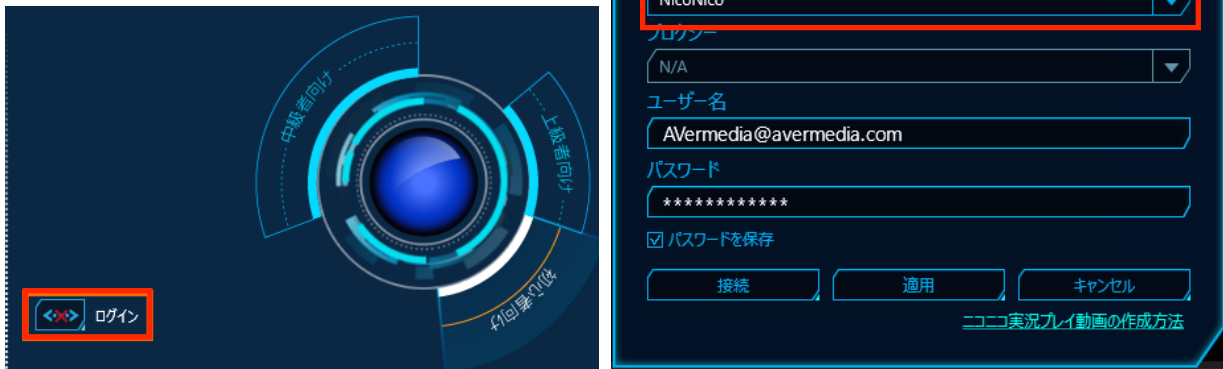 中級者向け
上級者向け
初心者向け
ログイン
NicoNico
プロクシー
N/A
ユーザー名
AVermedia@avermedia.com
パスワード
************
パスワードを保存
接続
適用
キャンセル
ニコニコ実況プレイ動画の作成方法